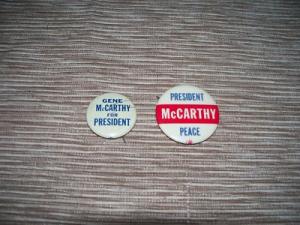 GENE
McCARTHY
FOR
PRESIDENT
PRESIDENT
McCARTHY
PEACE